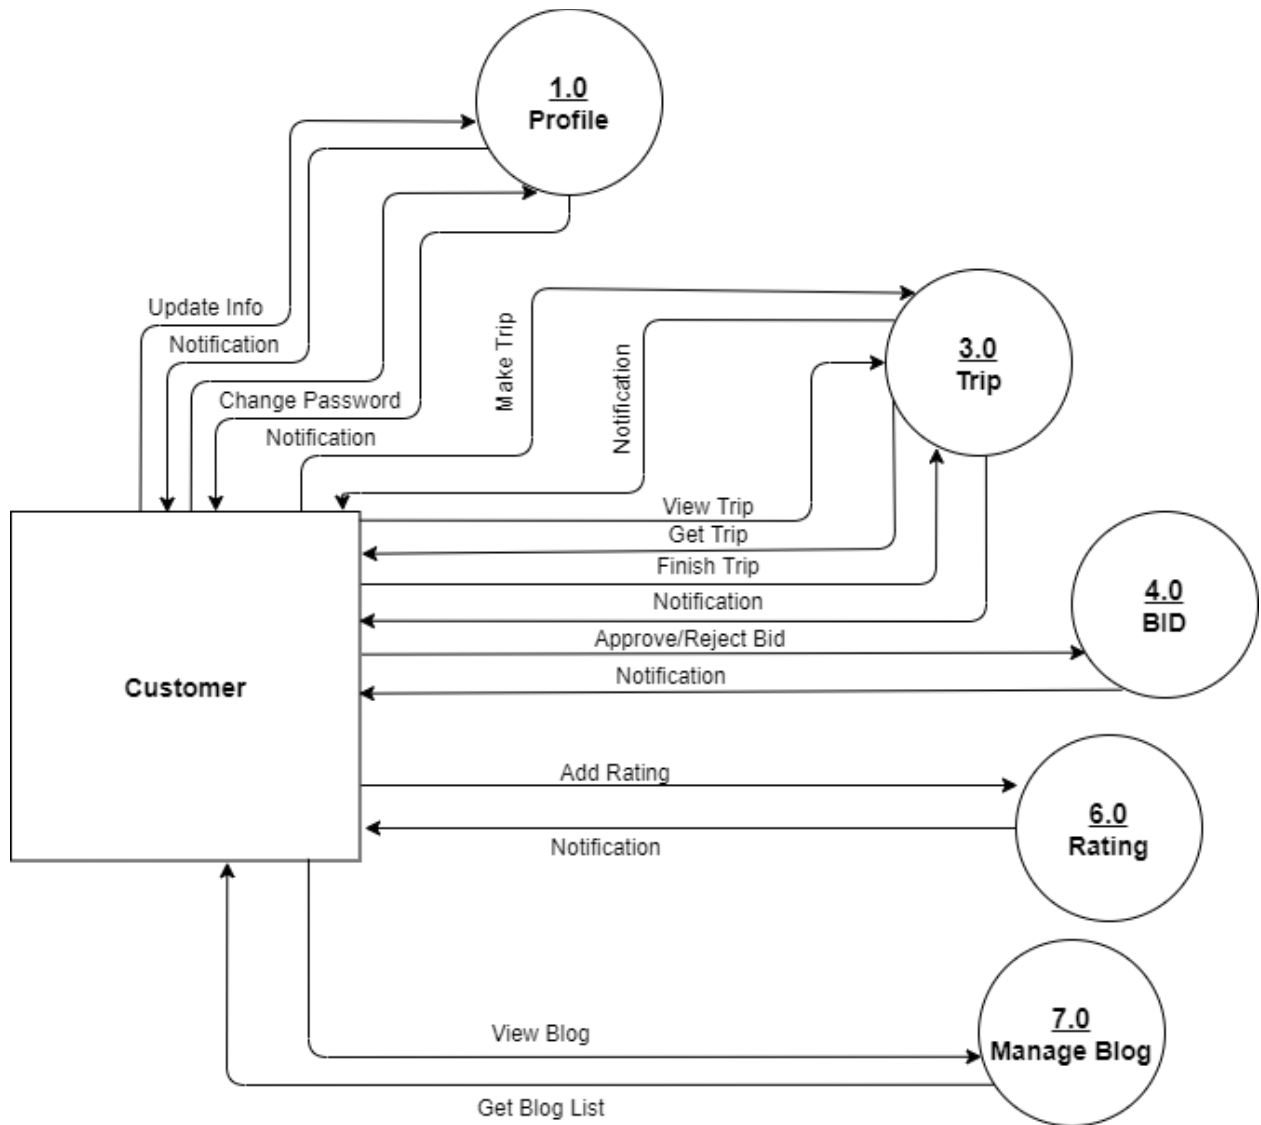 1.0
Profile
Update Info
Notification
Change Password
Notification
Make Trip
Notification
3.0
Trip
View Trip
Get Trip
Finish Trip
Notification
Approve/Reject Bid
Notification
4.0
BID
Customer
Add Rating
Notification
6.0
Rating
View Blog
Get Blog List
7.0
Manage Blog